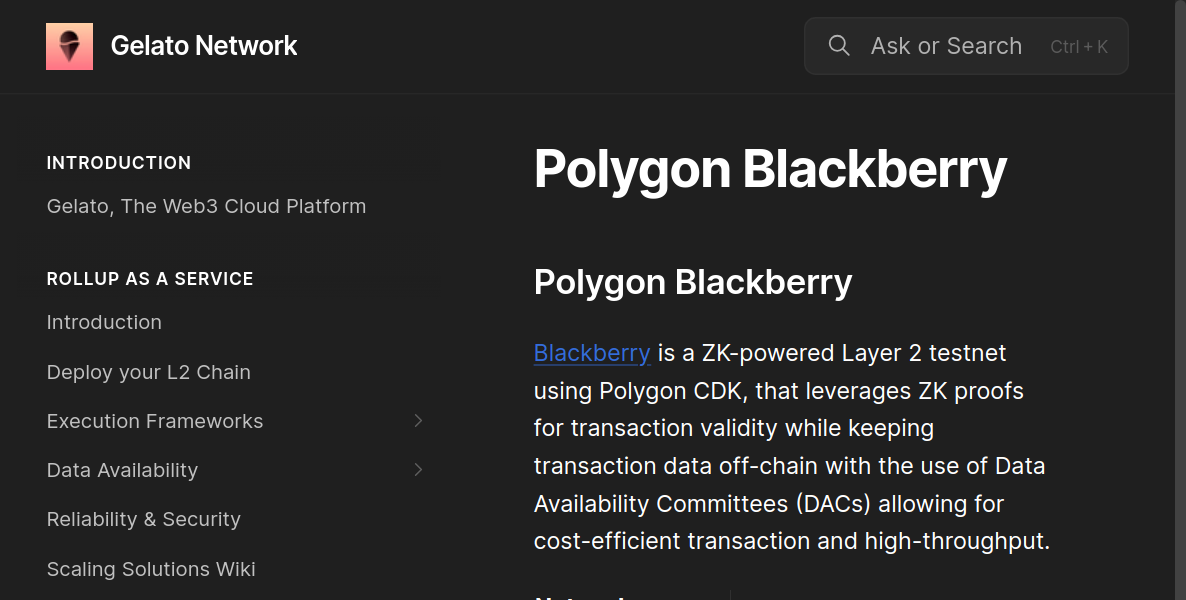 Gelato Network
Ask or Search Ctrl + K
INTRODUCTION
Gelato, The Web3 Cloud Platform
ROLLUP AS A SERVICE
Introduction
Deploy your L2 Chain
Execution Frameworks
Data Availability
Reliability & Security
Scaling Solutions Wiki
Polygon Blackberry
Polygon Blackberry
Blackberry is a ZK-powered Layer 2 testnet
using Polygon CDK, that leverages ZK proofs
for transaction validity while keeping
transaction data off-chain with the use of Data
Availability Committees (DACs) allowing for
cost-efficient transaction and high-throughput.